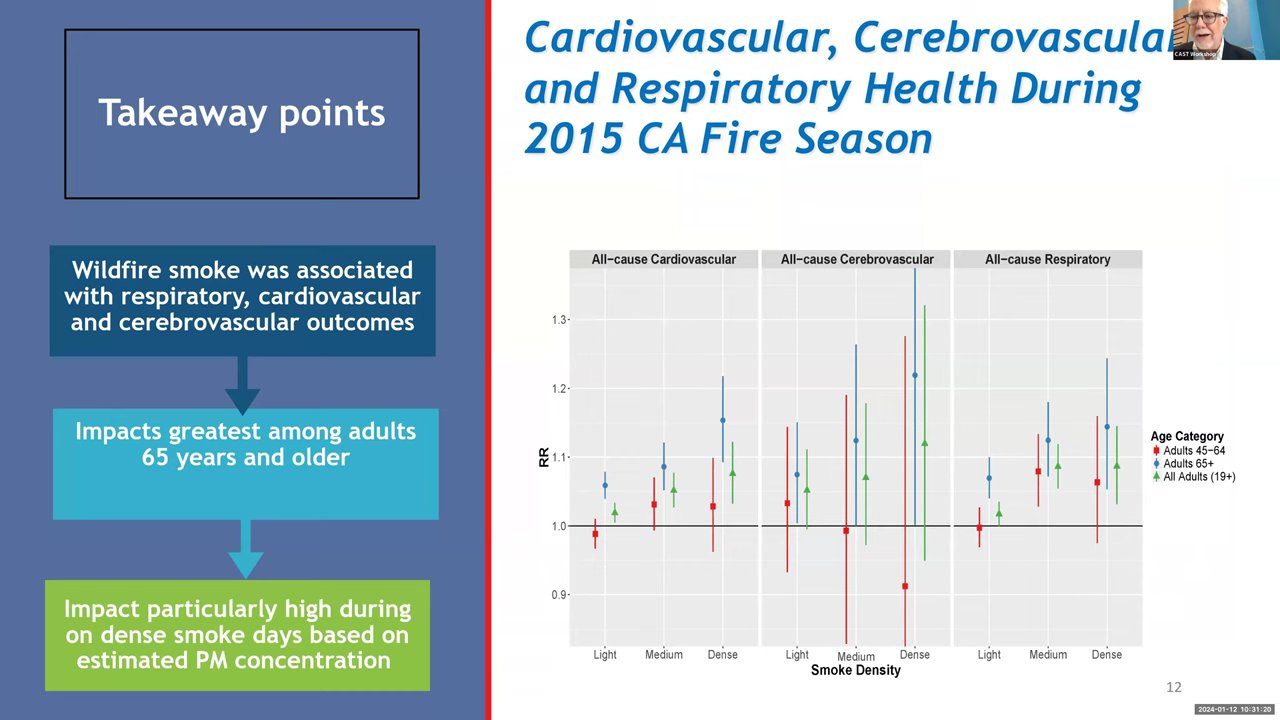 Takeaway points
Wildfire smoke was associated
with respiratory, cardiovascular
and cerebrovascular outcomes
Impacts greatest among adults
65 years and older
Impact particularly high during
on dense smoke days based on
estimated PM concentration
Cardiovascular, Cerebrovascular
and Respiratory Health During
2015 CA Fire Season
CAST Workshop
All-cause Cardiovascular
All-cause Cerebrovascular
All-cause Respiratory
RR
1.3
1.2
1.1
1.0
0.9
Light Medium Dense
Light Medium Dense
Light Medium Dense
Smoke Density
Age Category
Adults 45-64
Adults 65+
All Adults (19+)
12
2024-01-12 10:31:20